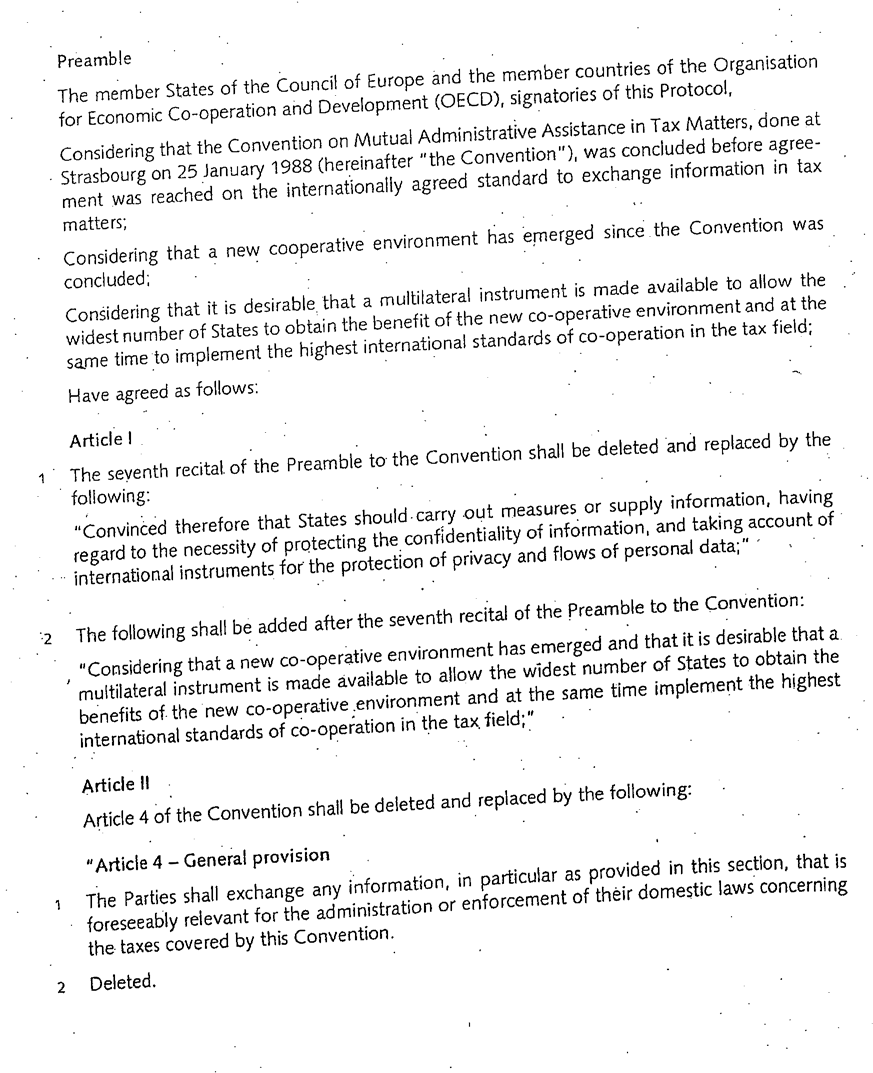 Preamble
The member States of the Council of Europe and the member countries of the Organisation
for Economic Co-operation and Development (OECD), signatories of this Protocol,
Considering that the Convention on Mutual Administrative Assistance in Tax Matters, done at
Strasbourg on 25 January 1988 (hereinafter "the Convention"), was concluded before agree-
ment was reached on the internationally agreed standard to exchange information in tax
matters;
Considering that a new cooperative environment has emerged since the Convention was
concluded;
Considering that it is desirable that a multilateral instrument is made available to allow the
widest number of States to obtain the benefit of the new co-operative environment and at the
same time to implement the highest international standards of co-operation in the tax field;
Have agreed as follows:
Article I
1 The seventh recital of the Preamble to the Convention shall be deleted and replaced by the
following:
"Convinced therefore that States should carry out measures or supply information, having
regard to the necessity of protecting the confidentiality of information, and taking account of
international instruments for the protection of privacy and flows of personal data;"
2 The following shall be added after the seventh recital of the Preamble to the Convention:
"Considering that a new co-operative environment has emerged and that it is desirable that a
multilateral instrument is made available to allow the widest number of States to obtain the
benefits of the new co-operative environment and at the same time implement the highest
international standards of co-operation in the tax field;"
Article II
Article 4 of the Convention shall be deleted and replaced by the following:
"Article 4 – General provision
1 The Parties shall exchange any information, in particular as provided in this section, that is
foreseeably relevant for the administration or enforcement of their domestic laws concerning
the taxes covered by this Convention.
2 Deleted.